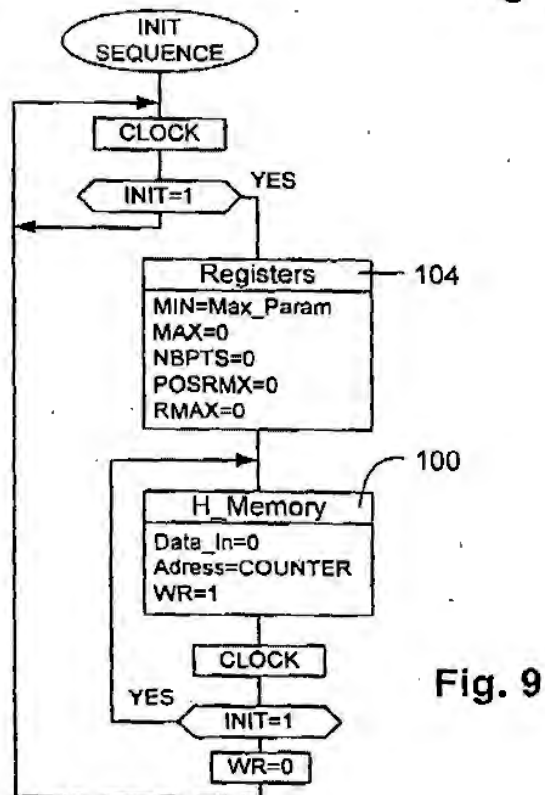 INIT
SEQUENCE
CLOCK
INIT=1
YES
Registers
104
MIN=Max_Param
MAX=0
NBPTS=0
POSRMX=0
RMAX=0
100
H_Memory
Data_In=0
Adress=COUNTER
WR=1
CLOCK
YES
INIT=1
WR=0
Fig. 9